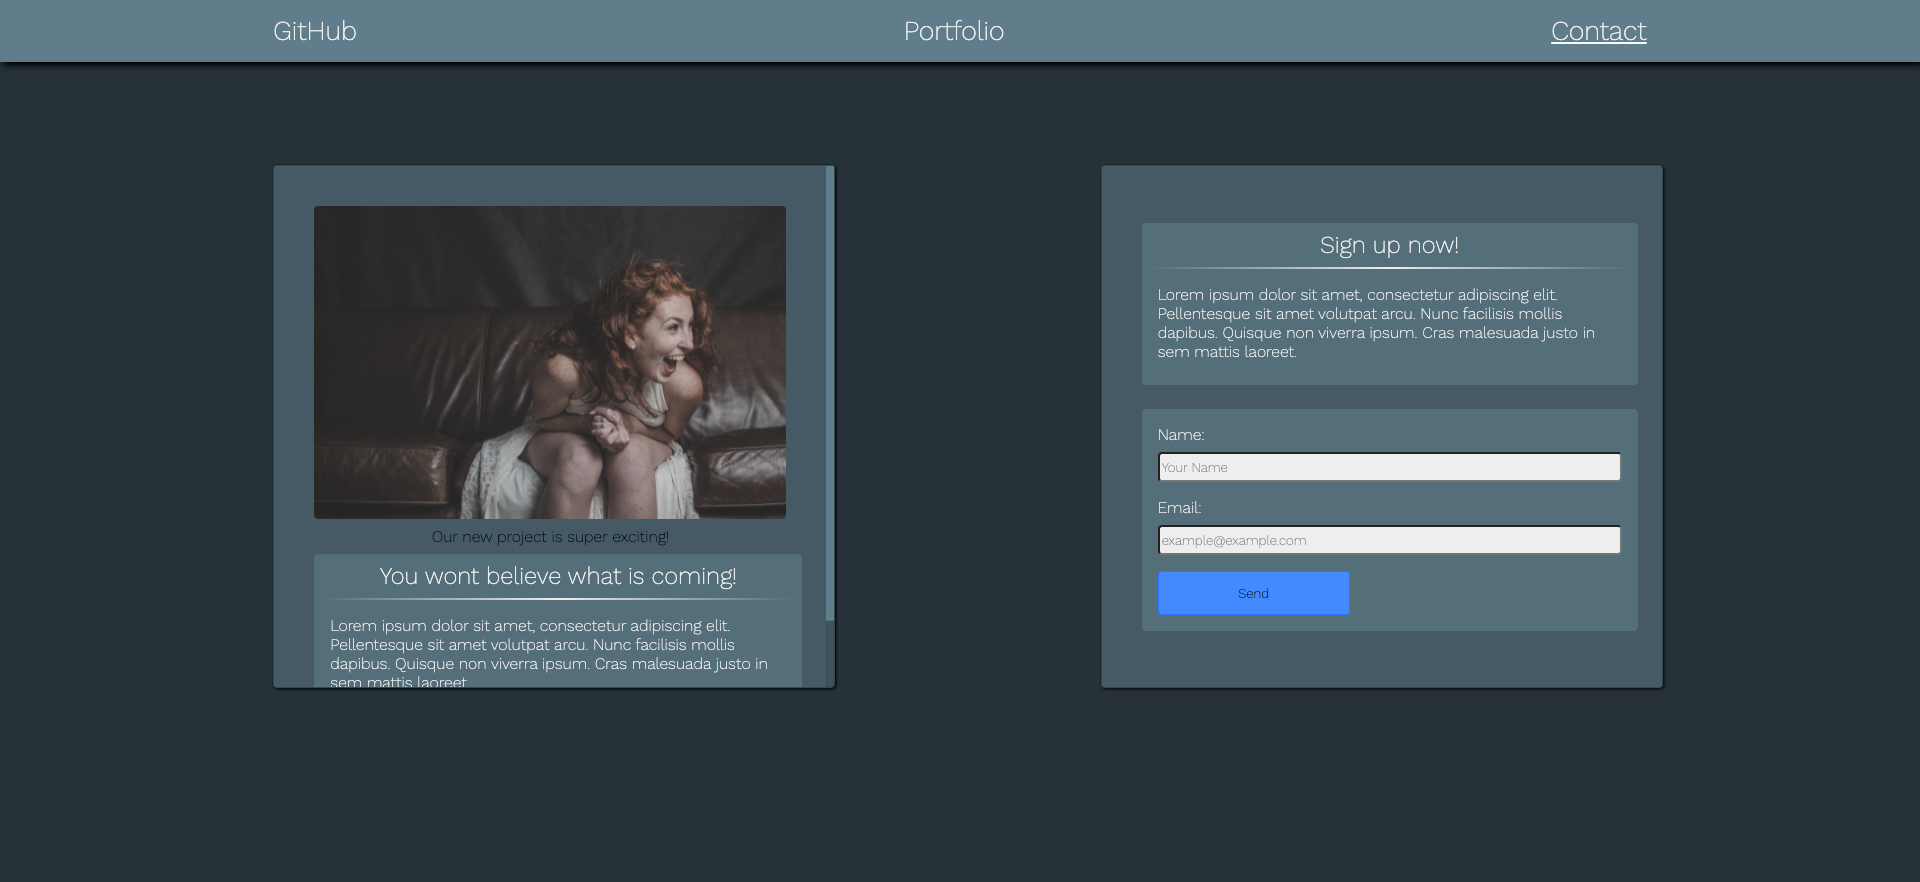 GitHub
Portfolio
Contact
Our new project is super exciting!
You wont believe what is coming!
Lorem ipsum dolor sit amet, consectetur adipiscing elit.
Pellentesque sit amet volutpat arcu. Nunc facilisis mollis
dapibus. Quisque non viverra ipsum. Cras malesuada justo in
sem mattis laoreet
Sign up now!
Lorem ipsum dolor sit amet, consectetur adipiscing elit.
Pellentesque sit amet volutpat arcu. Nunc facilisis mollis
dapibus. Quisque non viverra ipsum. Cras malesuada justo in
sem mattis laoreet.
Name:
Your Name
Email:
example@example.com
Send